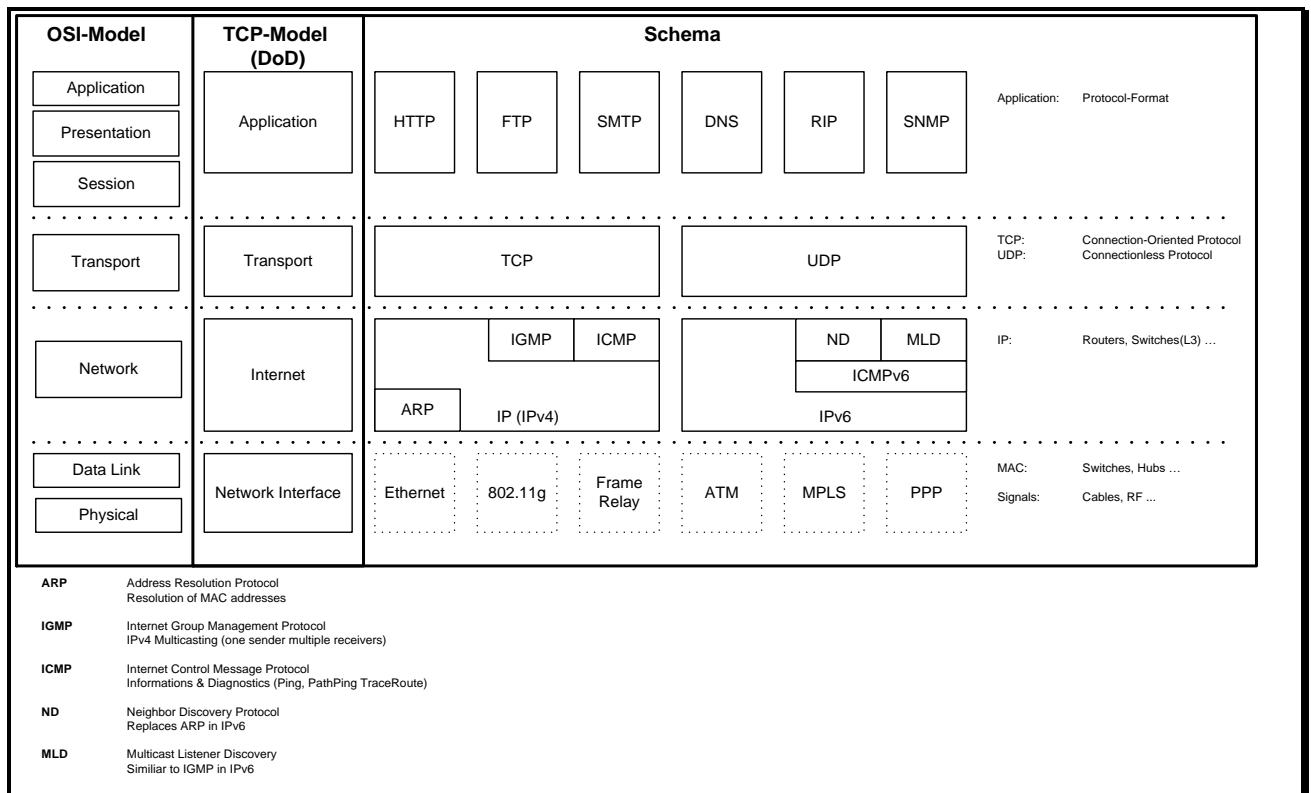 OSI-Model
TCP-Model
(DoD)
Schema
Application
Presentation
Session
Application
HTTP
FTP
SMTP
DNS
RIP
SNMP
Application: Protocol-Format
Transport
Transport
TCP
UDP
TCP: Connection-Oriented Protocol
UDP: Connectionless Protocol
Network
Internet
IGMP
ICMP
ARP
IP (IPv4)
ND
MLD
ICMPv6
IPv6
IP: Routers, Switches(L3) …
Data Link
Physical
Network Interface
Ethernet
802.11g
Frame
Relay
ATM
MPLS
PPP
MAC: Switches, Hubs …
Signals: Cables, RF ...
ARP Address Resolution Protocol
Resolution of MAC addresses
IGMP Internet Group Management Protocol
IPv4 Multicasting (one sender multiple receivers)
ICMP Internet Control Message Protocol
Informations & Diagnostics (Ping, PathPing TraceRoute)
ND Neighbor Discovery Protocol
Replaces ARP in IPv6
MLD Multicast Listener Discovery
Similiar to IGMP in IPv6